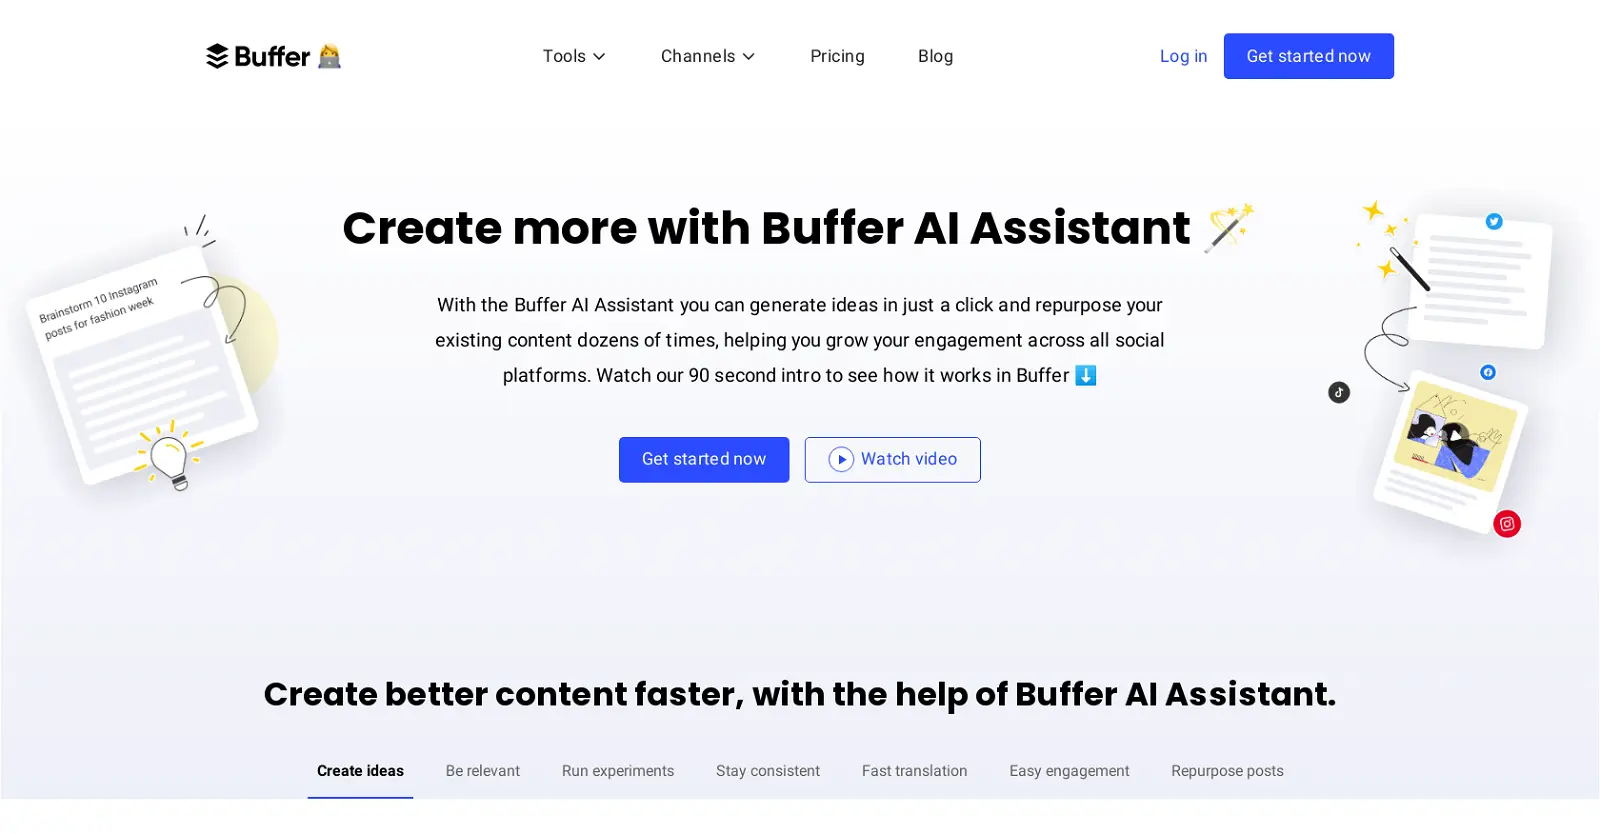 Buffer
Tools
Channels
Pricing
Blog
Log in
Get started now
Create more with Buffer AI Assistant
Brainstorm 10 Instagram
posts for fashion week
With the Buffer AI Assistant you can generate ideas in just a click and repurpose your
existing content dozens of times, helping you grow your engagement across all social
platforms. Watch our 90 second intro to see how it works in Buffer ⬇️
Get started now
Watch video
Create better content faster, with the help of Buffer AI Assistant.
Create ideas
Be relevant
Run experiments
Stay consistent
Fast translation
Easy engagement
Repurpose posts